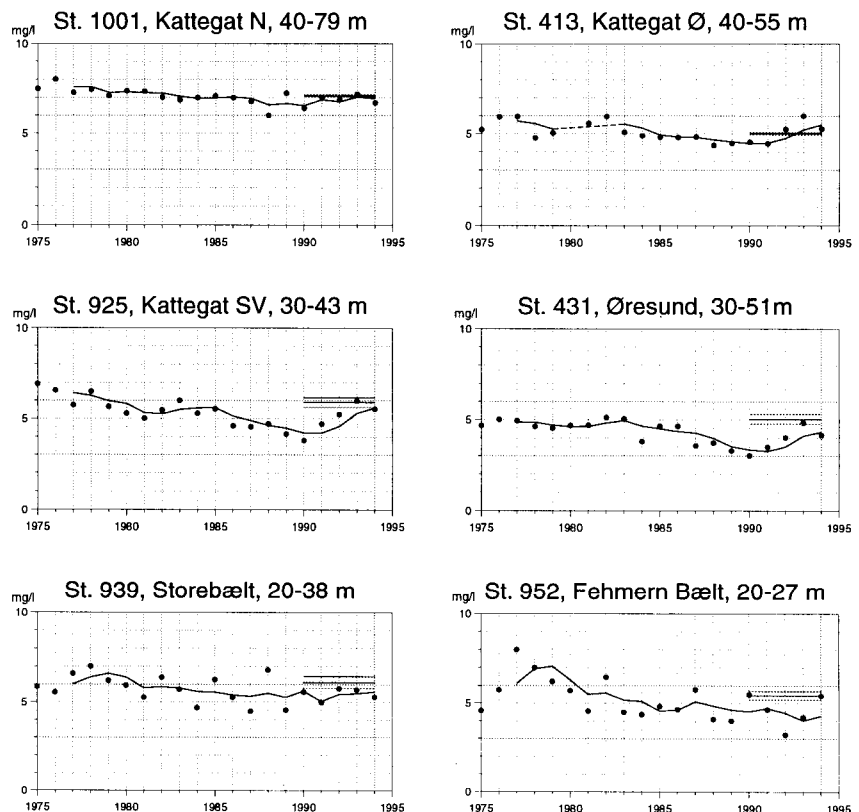 St. 1001, Kattegat N, 40-79 m
mg/l
10
5
0
1975 1980 1985 1990 1995
St. 413, Kattegat Ø, 40-55 m
mg/l
10
5
0
1975 1980 1985 1990 1995
St. 925, Kattegat SV, 30-43 m
mg/l
10
5
0
1975 1980 1985 1990 1995
St. 431, Øresund, 30-51m
mg/l
10
5
0
1975 1980 1985 1990 1995
St. 939, Storebælt, 20-38 m
mg/l
10
5
0
1975 1980 1985 1990 1995
St. 952, Fehmern Bælt, 20-27 m
mg/l
10
5
0
1975 1980 1985 1990 1995